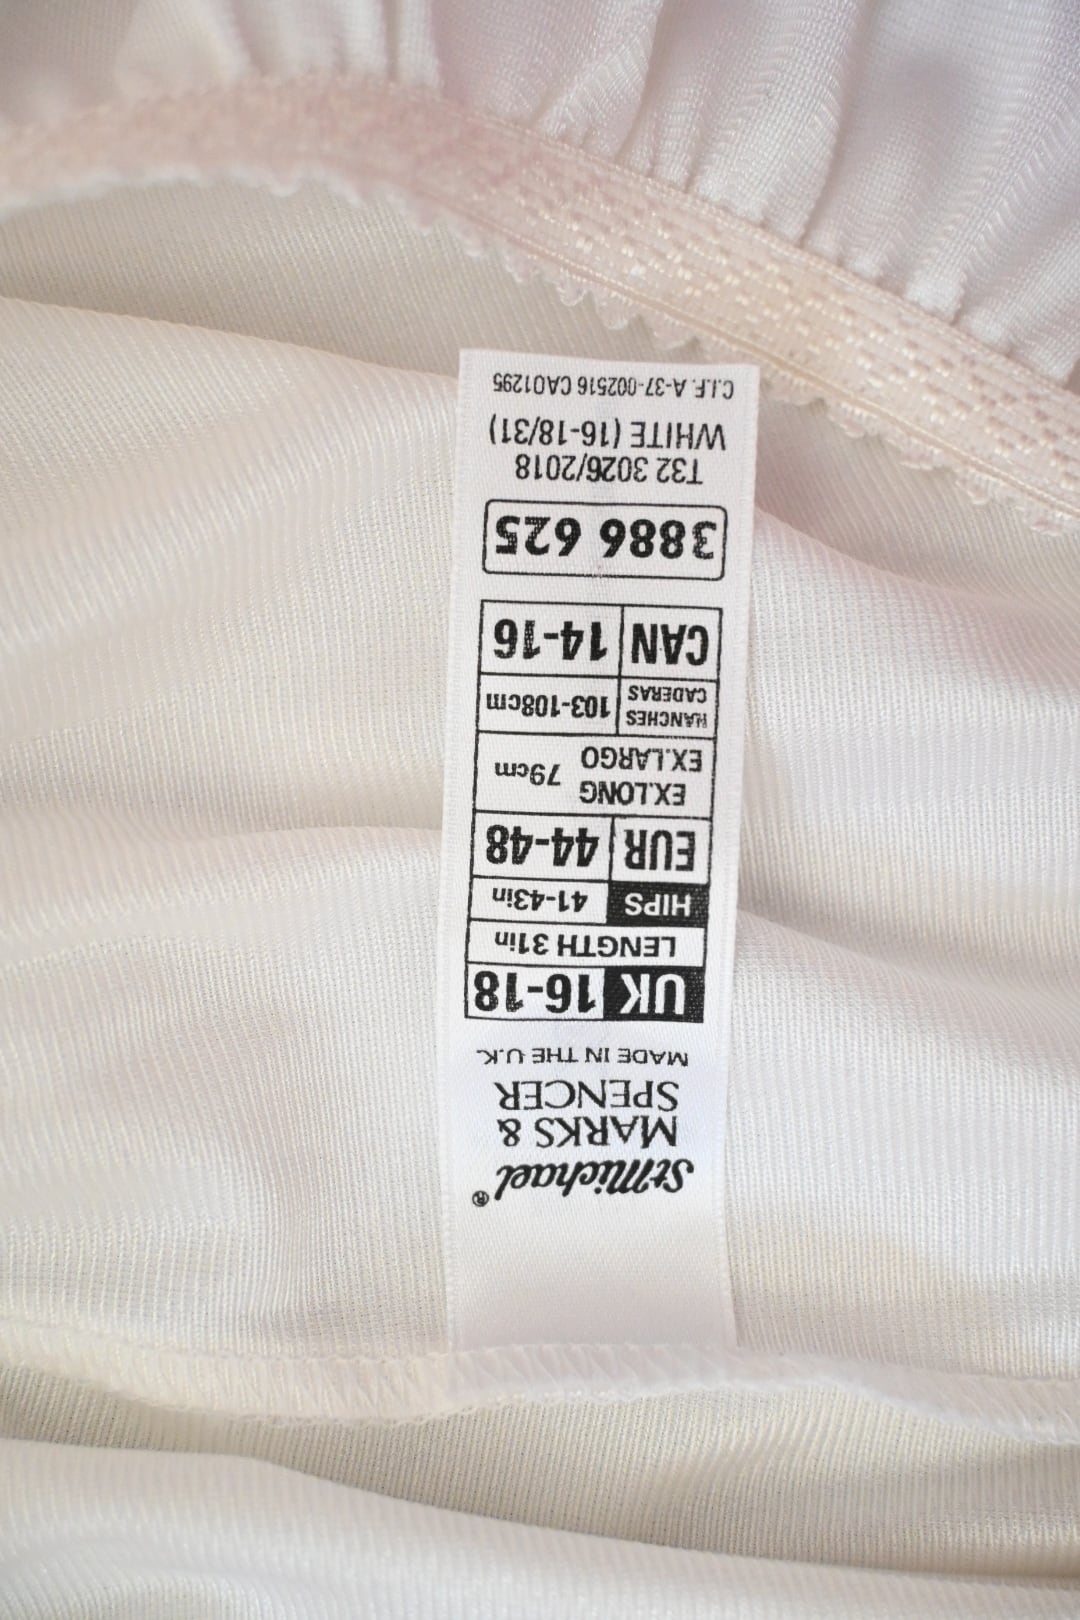 StMichael®
MARKS &
SPENCER
MADE IN THE U.K.
UK 16-18
LENGTH 31in
HIPS 41-43in
EUR 44-48
EX.LONG
EX.LARGO 79cm
HANCHES
CADERAS 103-108cm
CAN 14-16
3886 625
T32 3026/2018
WHITE (16-18/31)
C.I.F. A-37-002516 CA01295